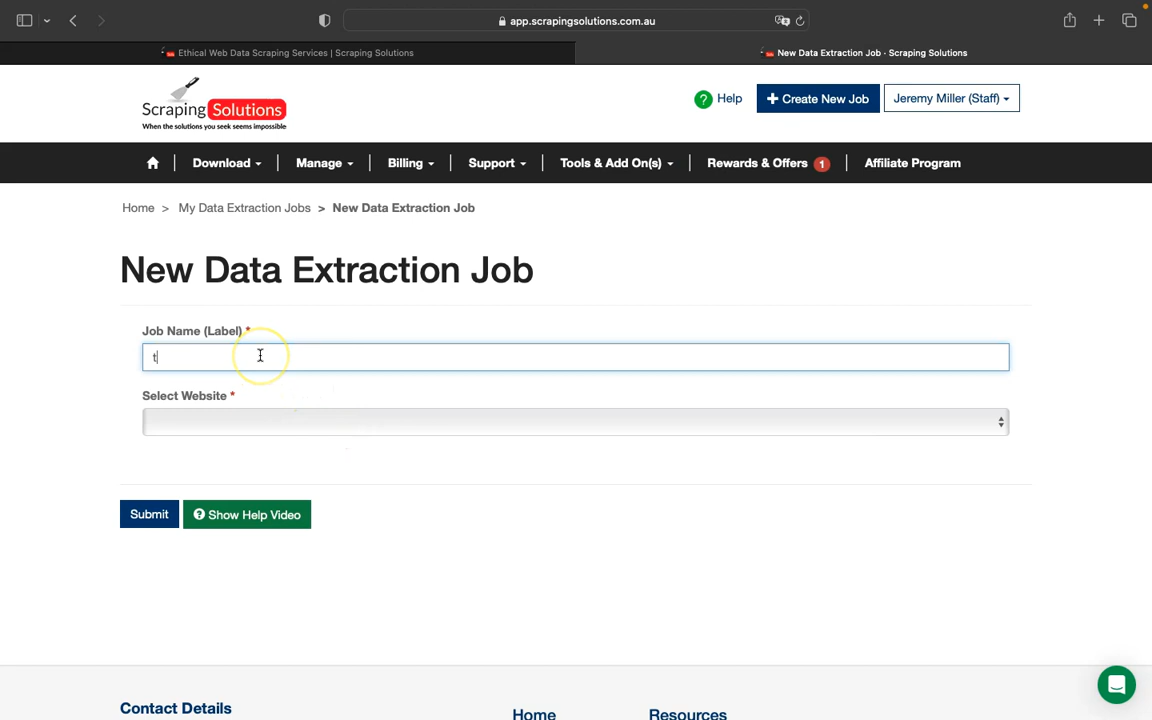 app.scrapingsolutions.com.au
Ethical Web Data Scraping Services | Scraping Solutions
New Data Extraction Job - Scraping Solutions
Scraping Solutions
When the solutions you seek seems impossible
? Help
+ Create New Job
Jeremy Miller (Staff)
Download
Manage
Billing
Support
Tools & Add On(s)
Rewards & Offers 1
Affiliate Program
Home > My Data Extraction Jobs > New Data Extraction Job
New Data Extraction Job
Job Name (Label) *
t
Select Website *
Submit
? Show Help Video
Contact Details
Home
Resources